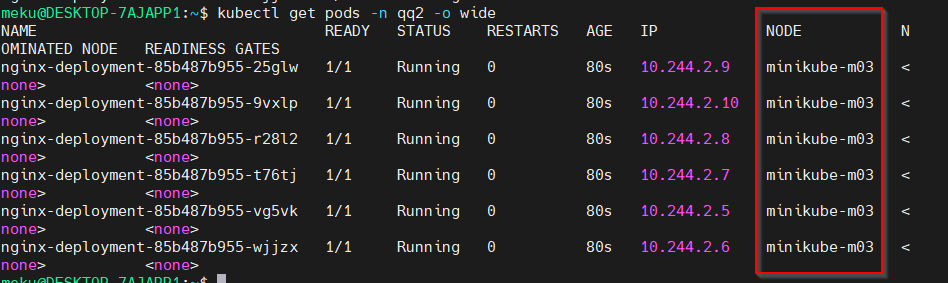 meku@DESKTOP-7AJAPP1:~$ kubectl get pods -n qq2 -o wide
NAME READY STATUS RESTARTS AGE IP NODE N
OMINATED NODE READINESS GATES
nginx-deployment-85b487b955-25glw 1/1 Running 0 80s 10.244.2.9 minikube-m03 <
none> <none>
nginx-deployment-85b487b955-9vxlp 1/1 Running 0 80s 10.244.2.10 minikube-m03 <
none> <none>
nginx-deployment-85b487b955-r28l2 1/1 Running 0 80s 10.244.2.8 minikube-m03 <
none> <none>
nginx-deployment-85b487b955-t76tj 1/1 Running 0 80s 10.244.2.7 minikube-m03 <
none> <none>
nginx-deployment-85b487b955-vg5vk 1/1 Running 0 80s 10.244.2.5 minikube-m03 <
none> <none>
nginx-deployment-85b487b955-wjjzx 1/1 Running 0 80s 10.244.2.6 minikube-m03 <
none> <none>
meku@DESKTOP-7AJAPP1:~$